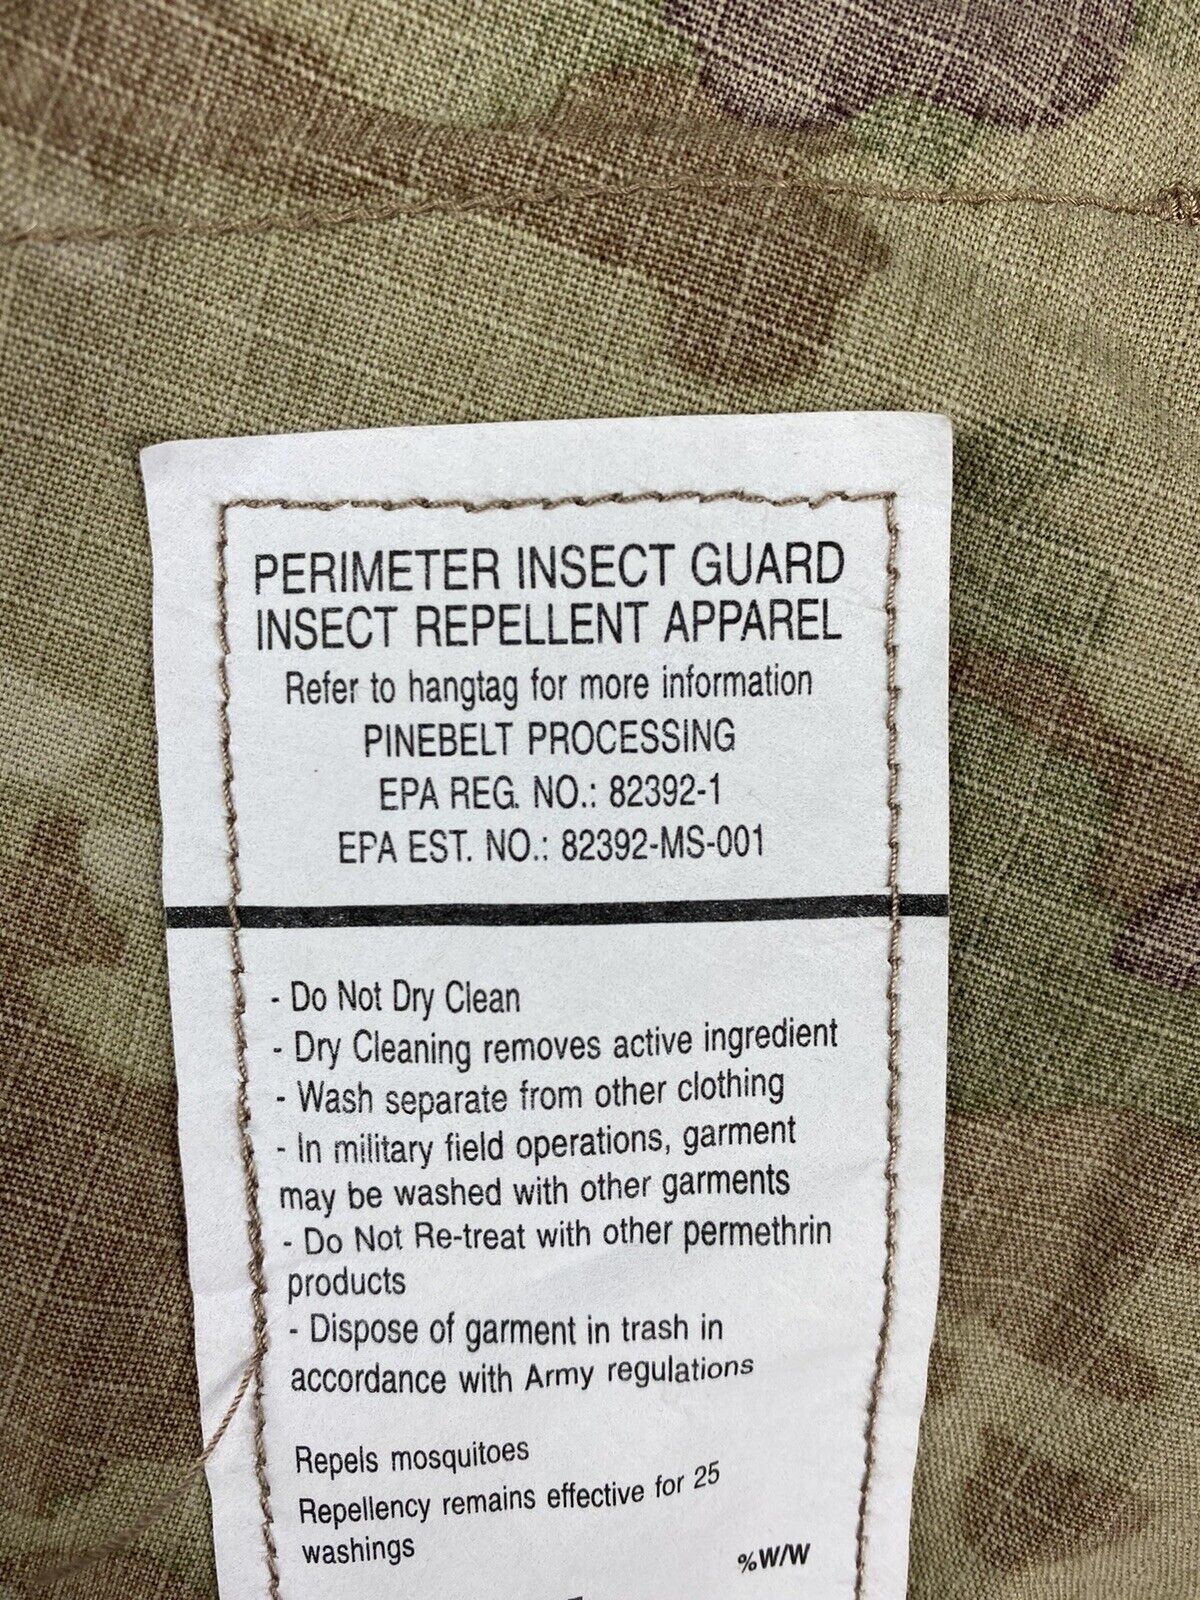 PERIMETER INSECT GUARD
INSECT REPELLENT APPAREL
Refer to hangtag for more information
PINEBELT PROCESSING
EPA REG. NO.: 82392-1
EPA EST. NO.: 82392-MS-001
- Do Not Dry Clean
- Dry Cleaning removes active ingredient
- Wash separate from other clothing
- In military field operations, garment
may be washed with other garments
- Do Not Re-treat with other permethrin
products
- Dispose of garment in trash in
accordance with Army regulations
Repels mosquitoes
Repellency remains effective for 25
washings
%W/W